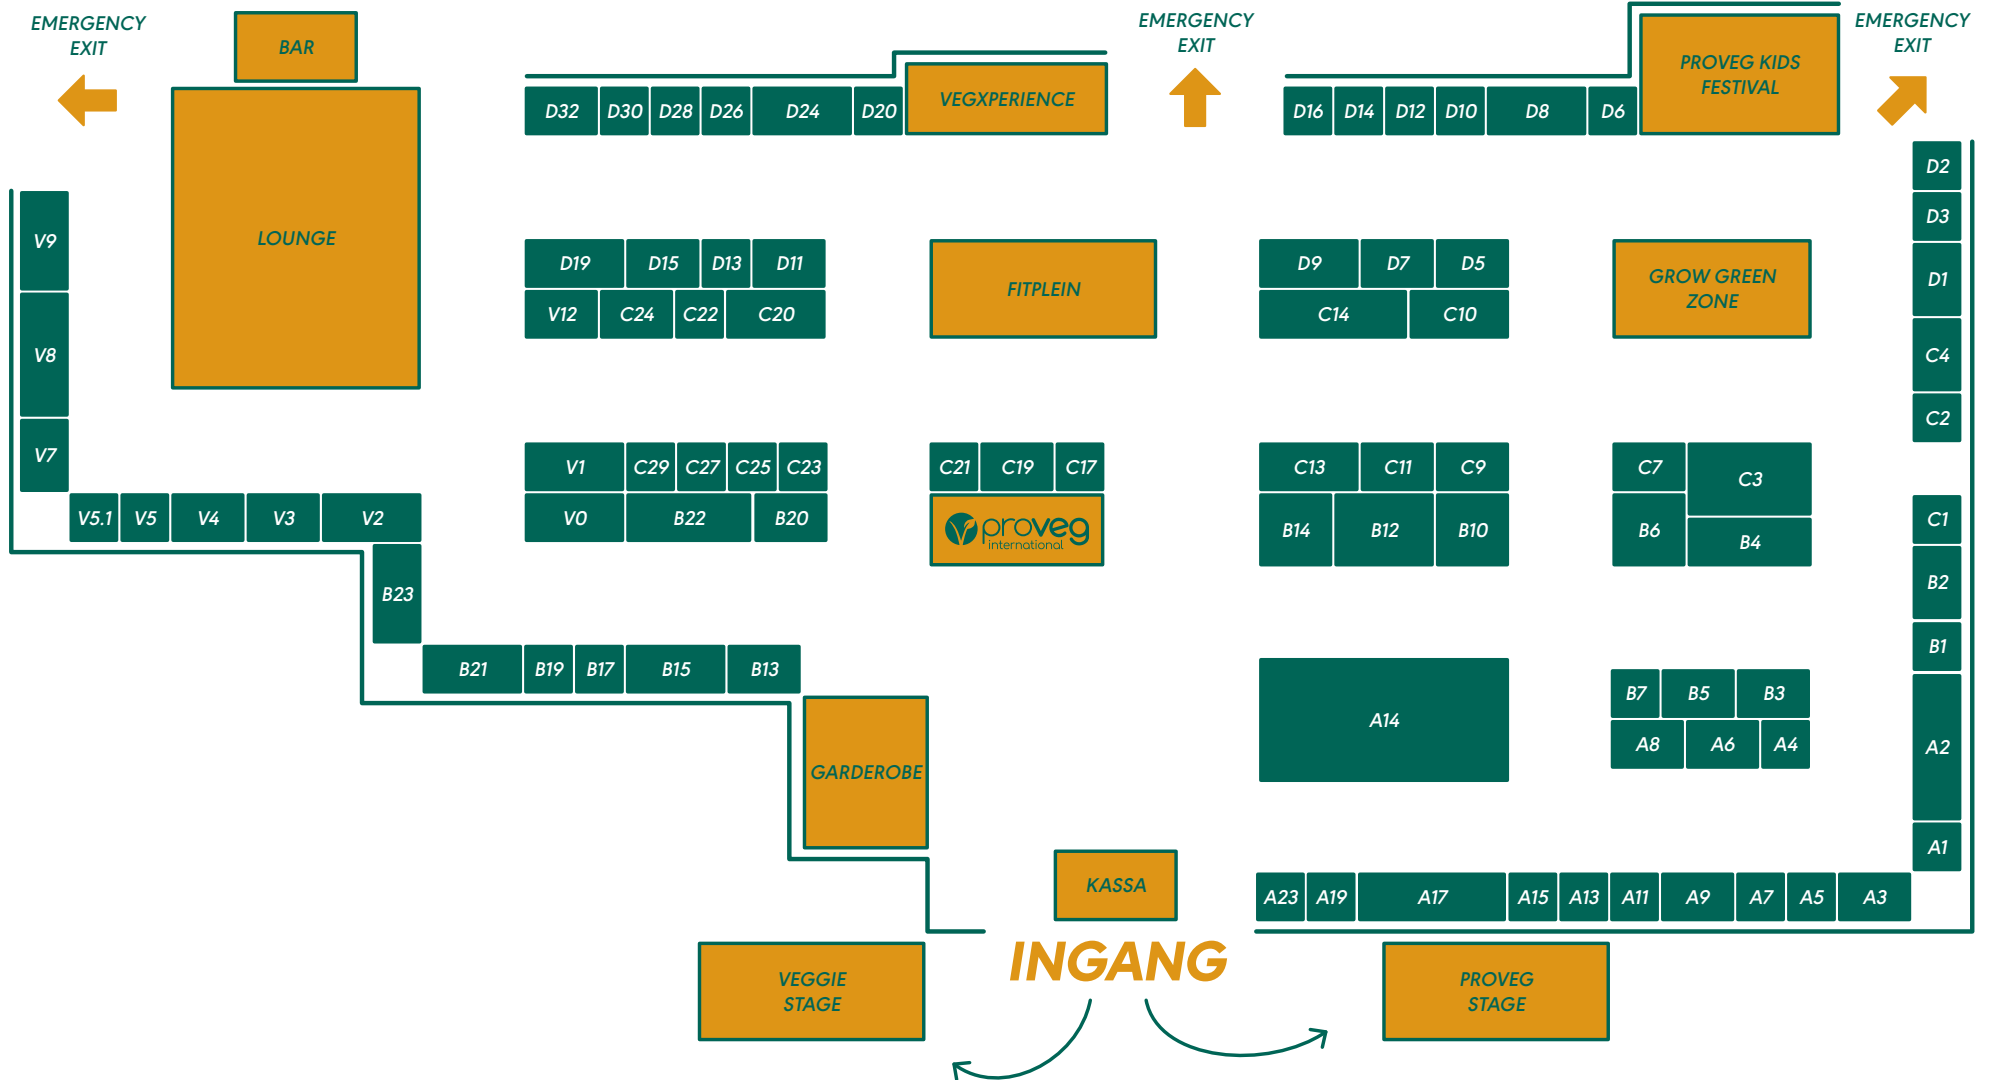 EMERGENCY
EXIT
BAR
EMERGENCY
EXIT
PROVEG KIDS
FESTIVAL
EMERGENCY
EXIT
D32
D30
D28
D26
D24
D20
VEGXPERIENCE
D16
D14
D12
D10
D8
D6
D2
D3
V9
LOUNGE
D19
D15
D13
D11
FITPLEIN
D9
D7
D5
GROW GREEN
ZONE
D1
V12
C24
C22
C20
C14
C10
V8
C4
C2
V7
V1
C29
C27
C25
C23
C21
C19
C17
C13
C11
C9
C7
C3
V5.1
V5
V4
V3
V2
V0
B22
B20
proveg
international
B14
B12
B10
B6
B4
C1
B23
B2
B1
B21
B19
B17
B15
B13
A14
B7
B5
B3
A8
A6
A4
A2
GARDEROBE
A1
KASSA
A23
A19
A17
A15
A13
A11
A9
A7
A5
A3
INGANG
VEGGIE
STAGE
PROVEG
STAGE